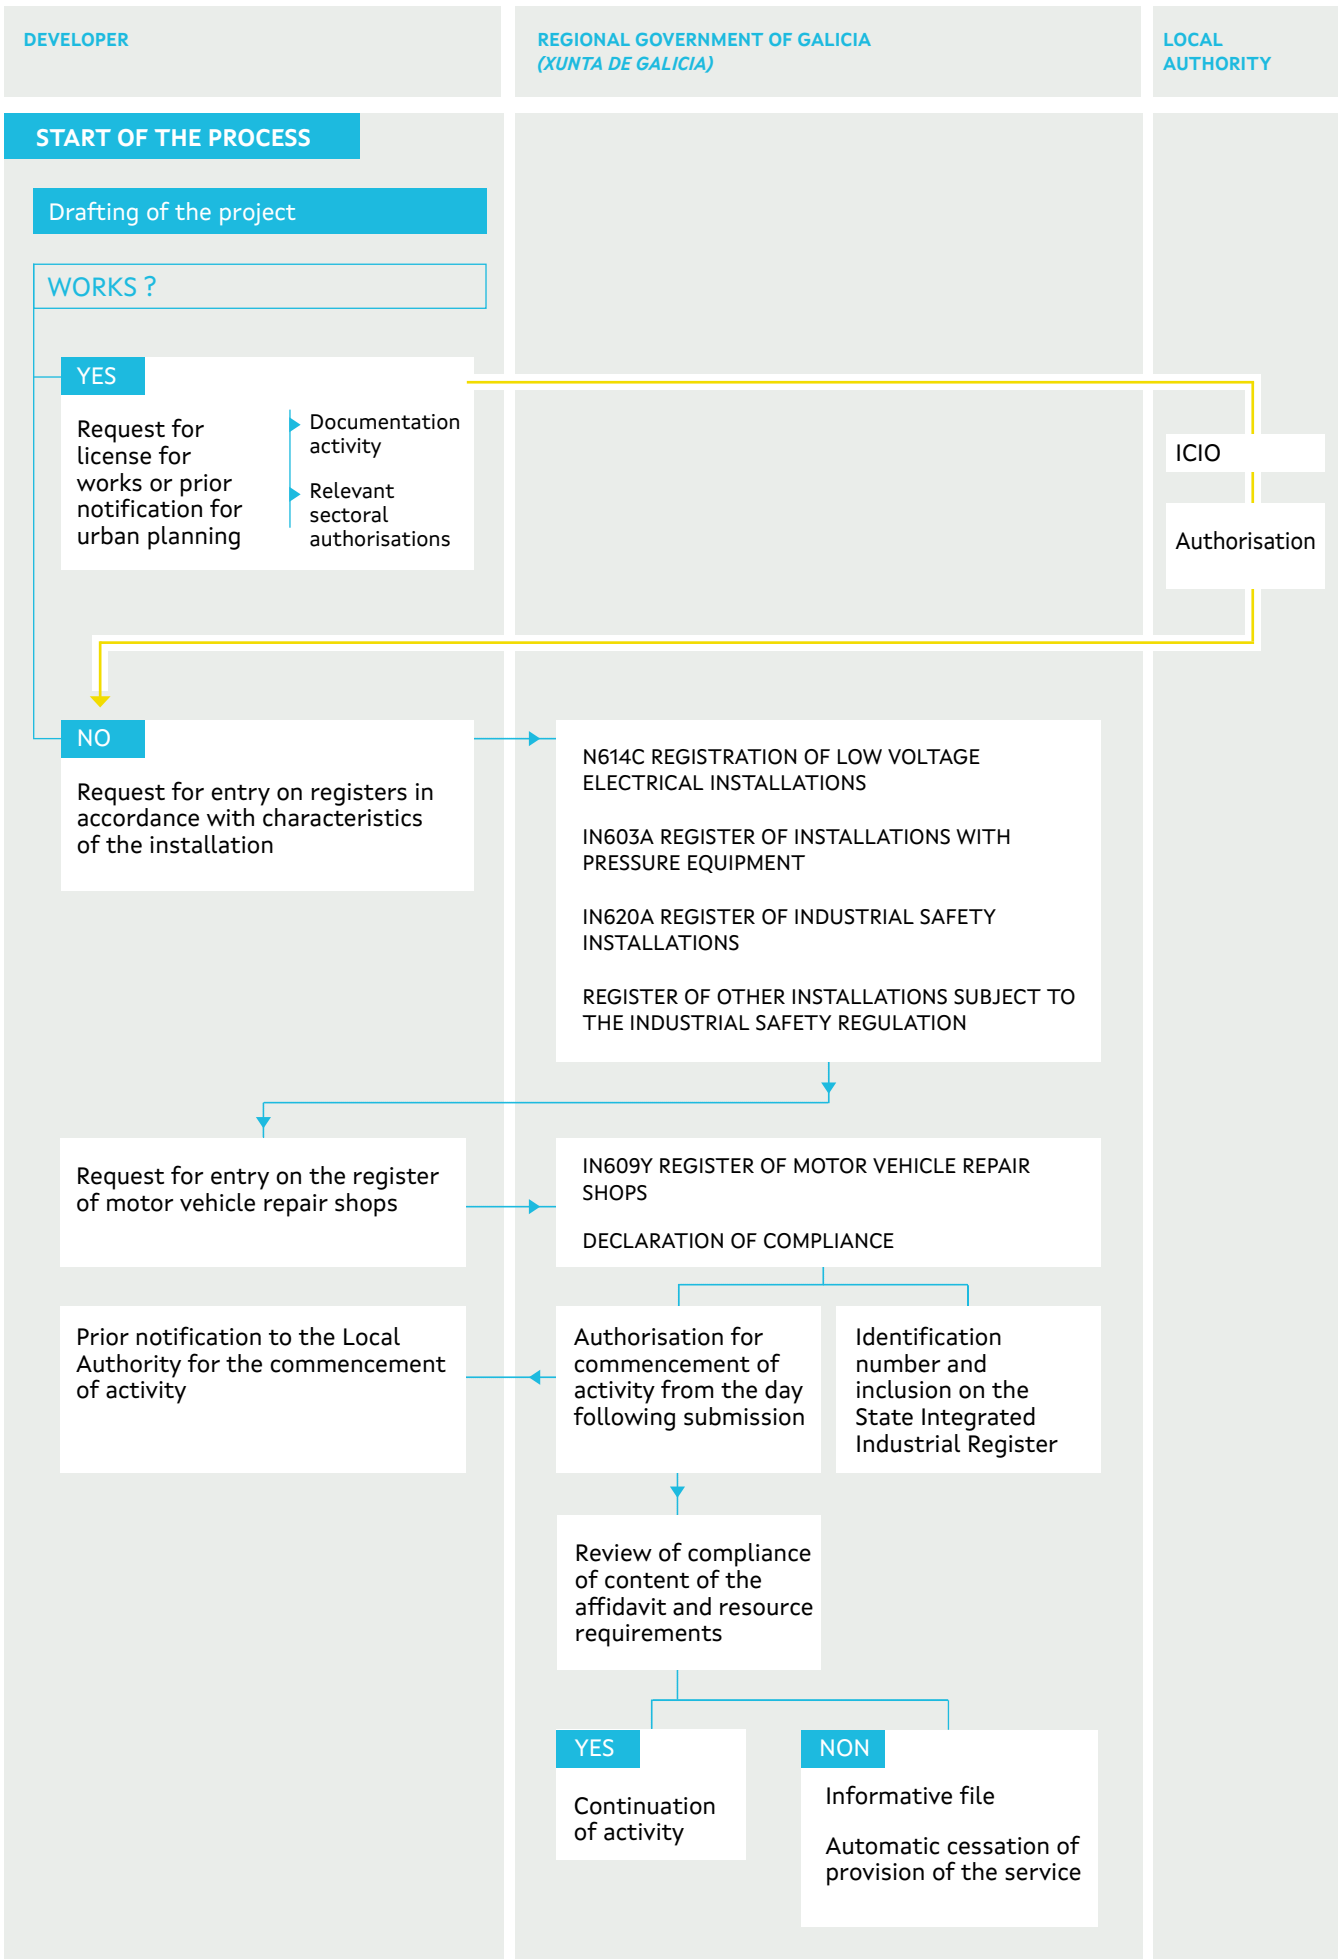 DEVELOPER
REGIONAL GOVERNMENT OF GALICIA
(XUNTA DE GALICIA)
LOCAL
AUTHORITY
START OF THE PROCESS
Drafting of the project
WORKS ?
YES
Request for
license for
works or prior
notification for
urban planning
Documentation
activity
Relevant
sectoral
authorisations
ICIO
Authorisation
NO
Request for entry on registers in
accordance with characteristics
of the installation
N614C REGISTRATION OF LOW VOLTAGE
ELECTRICAL INSTALLATIONS
IN603A REGISTER OF INSTALLATIONS WITH
PRESSURE EQUIPMENT
IN620A REGISTER OF INDUSTRIAL SAFETY
INSTALLATIONS
REGISTER OF OTHER INSTALLATIONS SUBJECT TO
THE INDUSTRIAL SAFETY REGULATION
Request for entry on the register
of motor vehicle repair shops
IN609Y REGISTER OF MOTOR VEHICLE REPAIR
SHOPS
DECLARATION OF COMPLIANCE
Prior notification to the Local
Authority for the commencement
of activity
Authorisation for
commencement of
activity from the day
following submission
Identification
number and
inclusion on the
State Integrated
Industrial Register
Review of compliance
of content of the
affidavit and resource
requirements
YES
Continuation
of activity
NON
Informative file
Automatic cessation of
provision of the service